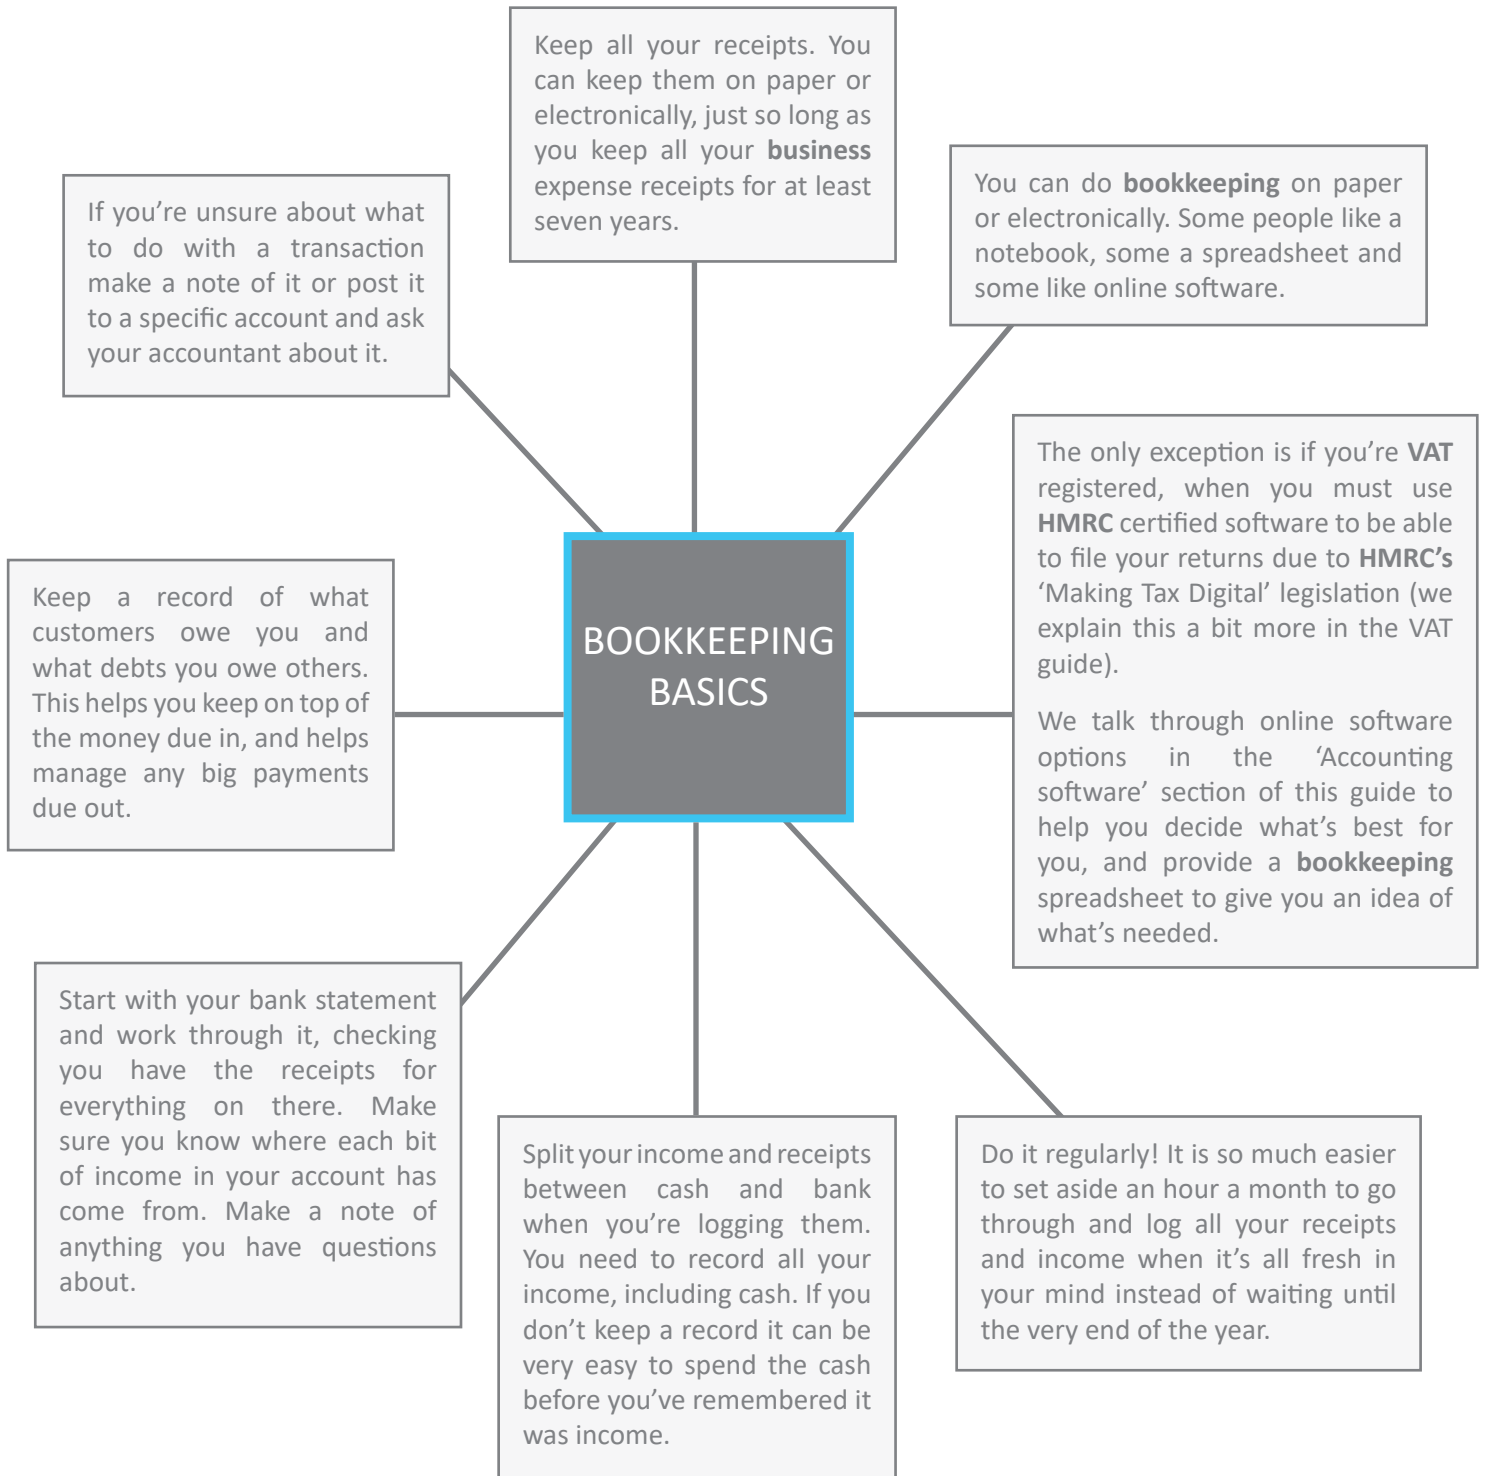 Keep all your receipts. You
can keep them on paper or
electronically, just so long as
you keep all your business
expense receipts for at least
seven years.
You can do bookkeeping on paper
or electronically. Some people like a
notebook, some a spreadsheet and
some like online software.
If you’re unsure about what
to do with a transaction
make a note of it or post it
to a specific account and ask
your accountant about it.
The only exception is if you’re VAT
registered, when you must use
HMRC certified software to be able
to file your returns due to HMRC’s
‘Making Tax Digital’ legislation (we
explain this a bit more in the VAT
guide).
We talk through online software
options in the ‘Accounting
software’ section of this guide to
help you decide what’s best for
you, and provide a bookkeeping
spreadsheet to give you an idea of
what’s needed.
BOOKKEEPING
BASICS
Keep a record of what
customers owe you and
what debts you owe others.
This helps you keep on top of
the money due in, and helps
manage any big payments
due out.
Start with your bank statement
and work through it, checking
you have the receipts for
everything on there. Make
sure you know where each bit
of income in your account has
come from. Make a note of
anything you have questions
about.
Split your income and receipts
between cash and bank
when you’re logging them.
You need to record all your
income, including cash. If you
don’t keep a record it can be
very easy to spend the cash
before you’ve remembered it
was income.
Do it regularly! It is so much easier
to set aside an hour a month to go
through and log all your receipts
and income when it’s all fresh in
your mind instead of waiting until
the very end of the year.